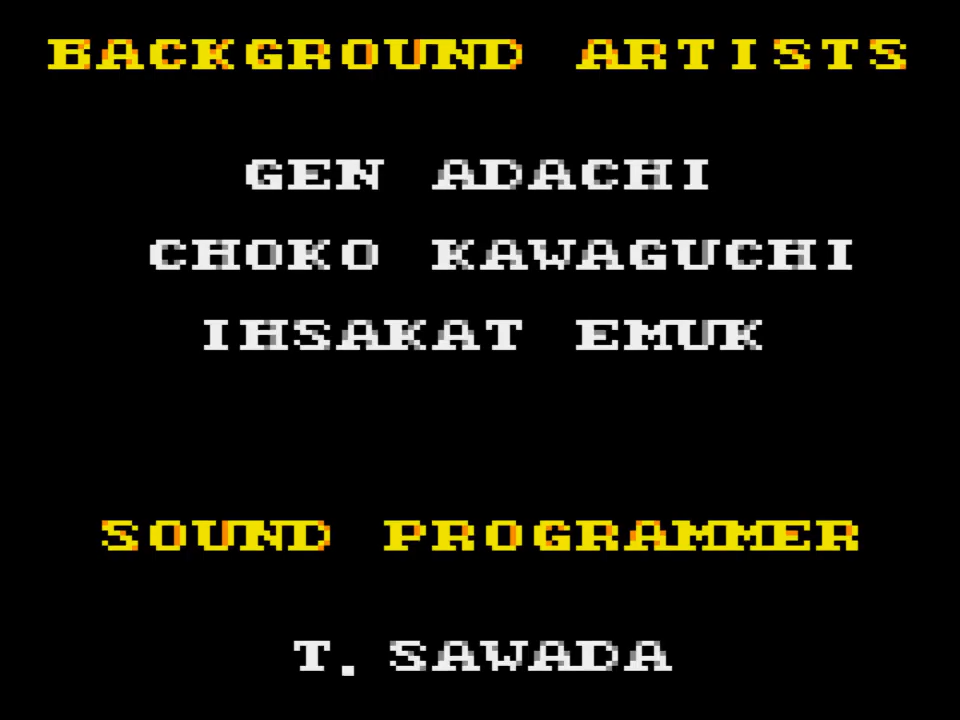 BACKGROUND ARTISTS
GEN ADACHI
CHOKO KAWAGUCHI
IHSAKAT EMUK
SOUND PROGRAMMER
T. SAWADA